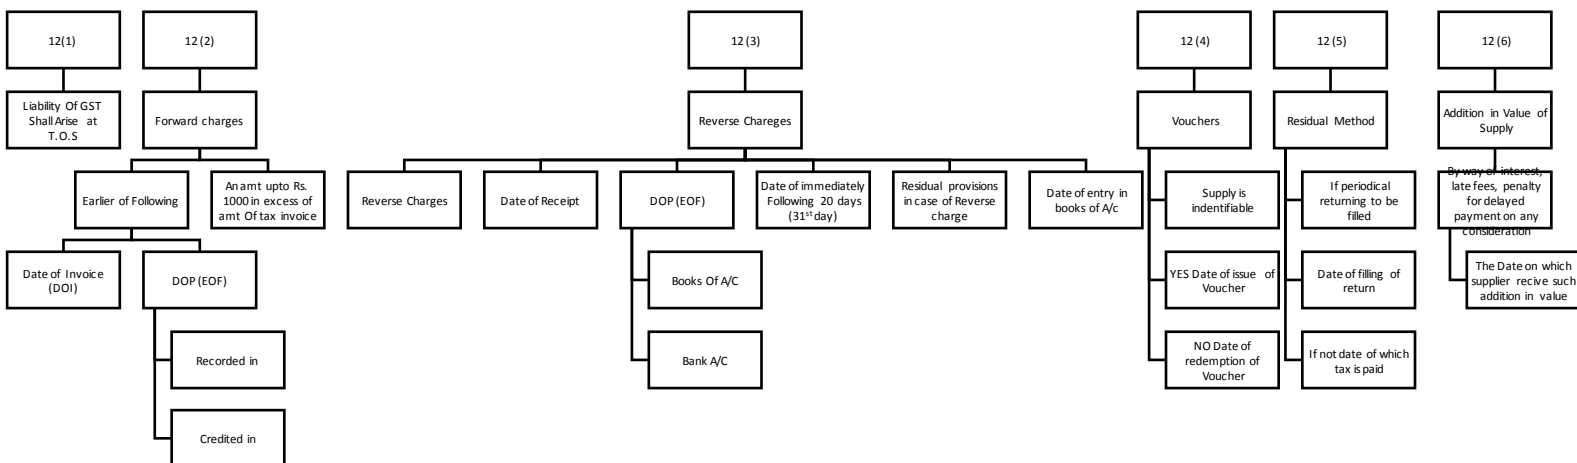 12(1)
Liability Of GST
Shall Arise at
T.O.S
12 (2)
Forward charges
Earlier of Following
Date of Invoice
(DOI)
DOP (EOF)
Recorded in
Credited in
An amt upto Rs.
1000 in excess of
amt Of tax invoice
12 (3)
Reverse Chareges
Reverse Charges
Date of Receipt
DOP (EOF)
Books Of A/C
Bank A/C
Date of immediately
Following 20 days
(31st day)
Residual provisions
in case of Reverse
charge
Date of entry in
books of A/c
12 (4)
Vouchers
Supply is
indentifiable
YES Date of issue of
Voucher
NO Date of
redemption of
Voucher
12 (5)
Residual Method
If periodical
returning to be
filled
Date of filling of
return
If not date of which
tax is paid
12 (6)
Addition in Value of
Supply
By way of interest,
late fees, penalty
for delayed
payment on any
consideration
The Date on which
supplier recive such
addition in value